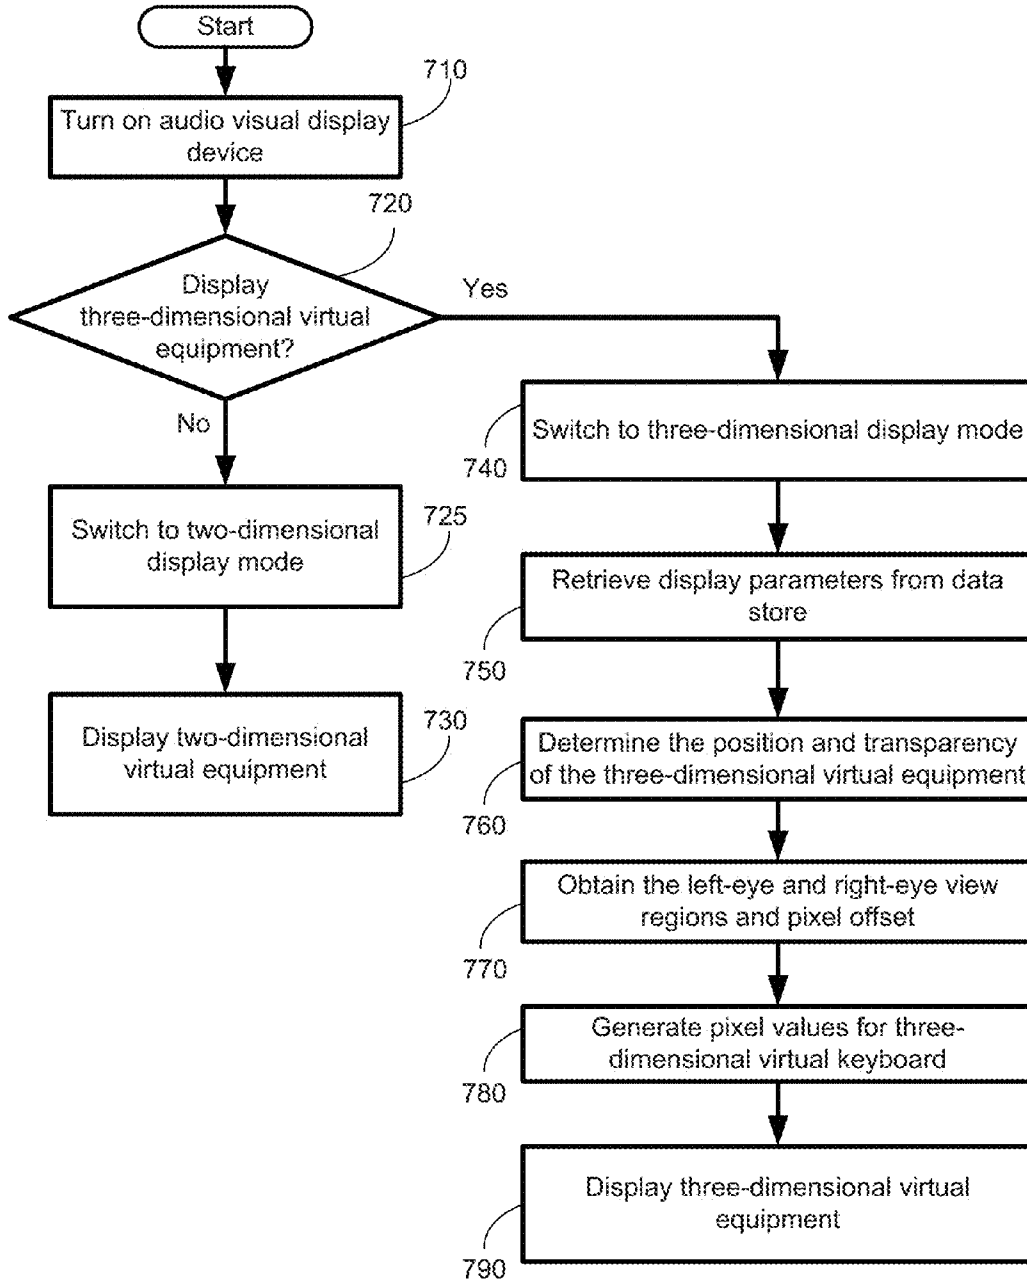 Start
710
Turn on audio visual display
device
720
Display
three-dimensional virtual
equipment?
Yes
No
Switch to two-dimensional
display mode
725
Display two-dimensional
virtual equipment
730
Switch to three-dimensional display mode
740
Retrieve display parameters from data
store
750
Determine the position and transparency
of the three-dimensional virtual equipment
760
Obtain the left-eye and right-eye view
regions and pixel offset
770
Generate pixel values for three-
dimensional virtual keyboard
780
Display three-dimensional virtual
equipment
790